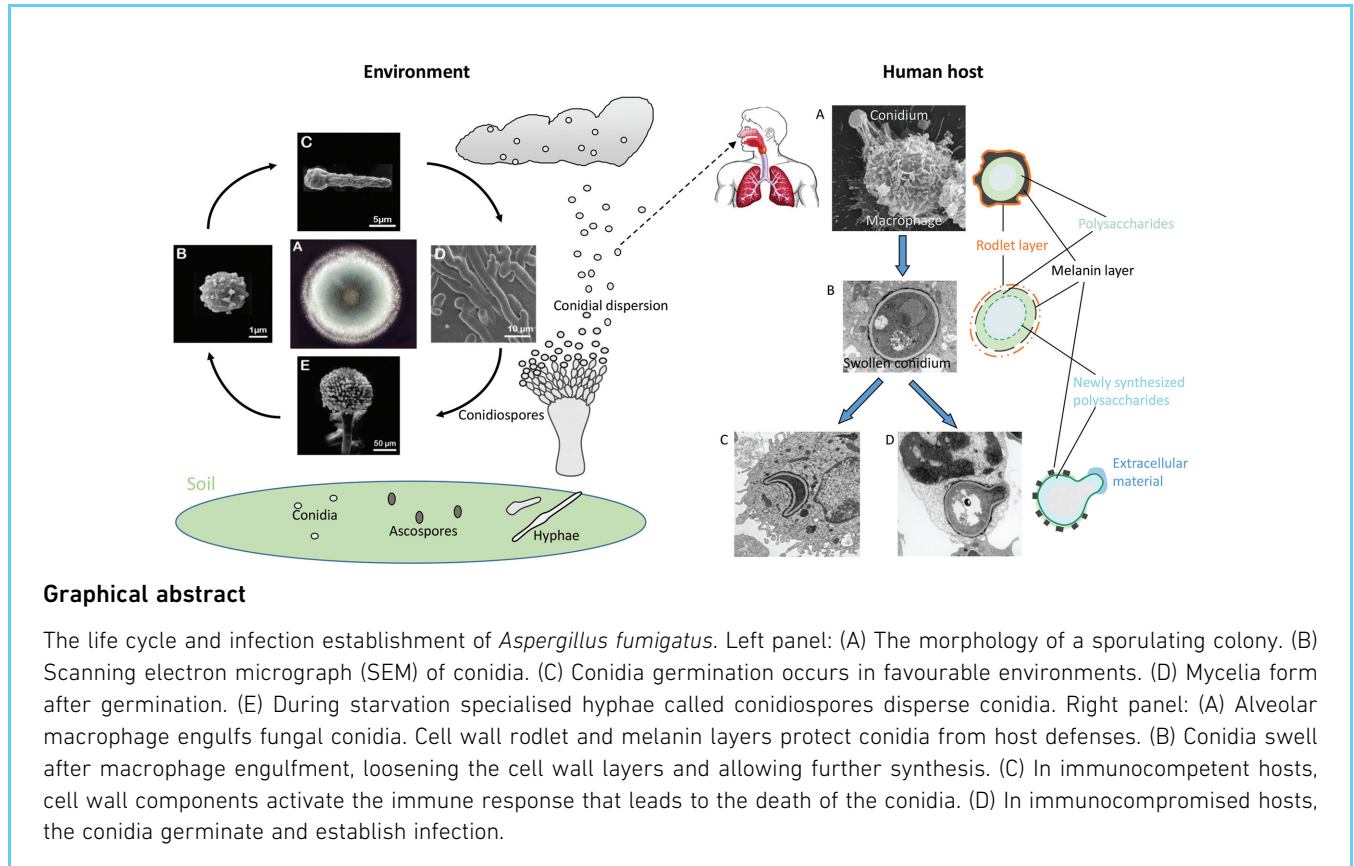 Environment
Human host
C
5µm
B
1µm
A
D
10 µm
E
50 µm
Conidial dispersion
Conidiospores
Soil
Conidia
Ascospores
Hyphae
A
Conidium
Macrophage
B
Swollen conidium
C
D
Polysaccharides
Rodlet layer
Melanin layer
Newly synthesized
polysaccharides
Extracellular
material
Graphical abstract
The life cycle and infection establishment of Aspergillus fumigatus. Left panel: (A) The morphology of a sporulating colony. (B)
Scanning electron micrograph (SEM) of conidia. (C) Conidia germination occurs in favourable environments. (D) Mycelia form
after germination. (E) During starvation specialised hyphae called conidiospores disperse conidia. Right panel: (A) Alveolar
macrophage engulfs fungal conidia. Cell wall rodlet and melanin layers protect conidia from host defenses. (B) Conidia swell
after macrophage engulfment, loosening the cell wall layers and allowing further synthesis. (C) In immunocompetent hosts,
cell wall components activate the immune response that leads to the death of the conidia. (D) In immunocompromised hosts,
the conidia germinate and establish infection.